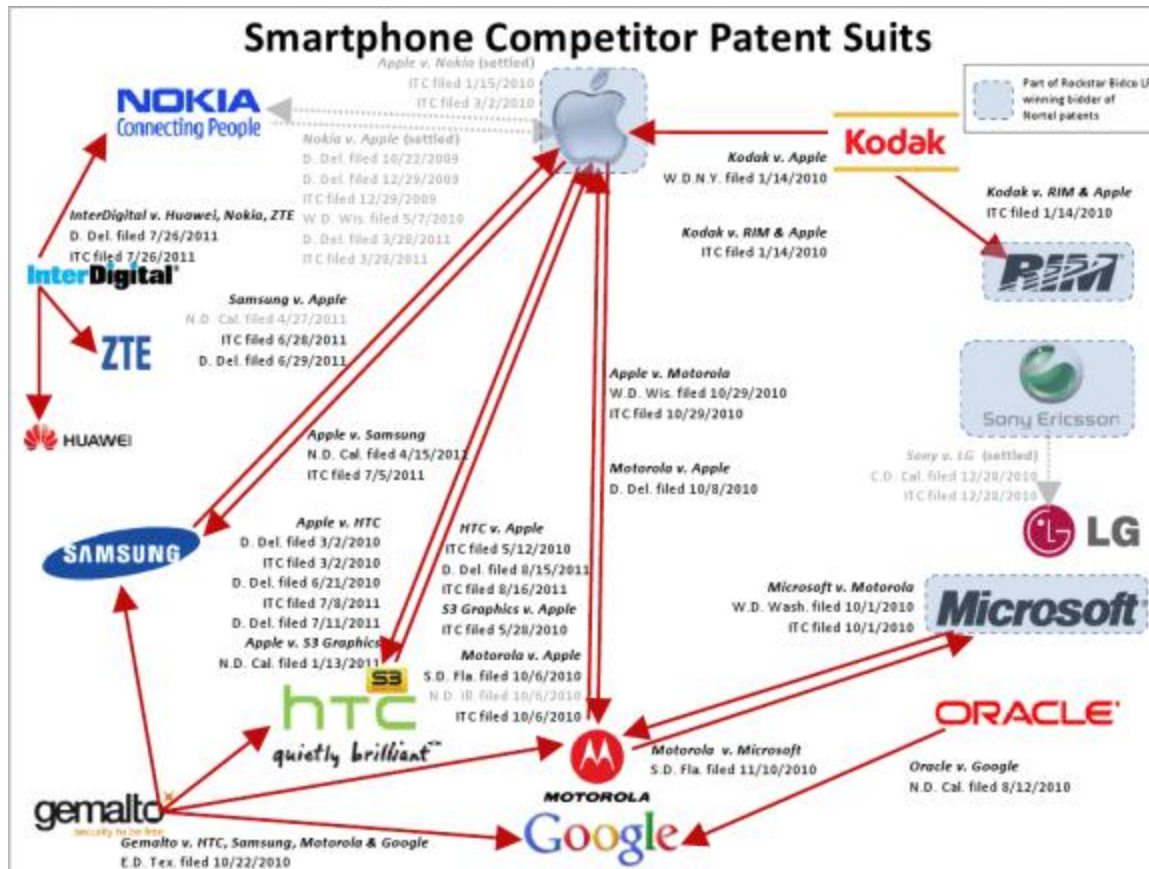 Smartphone Competitor Patent Suits
Apple v. Nokia (settled)
ITC filed 1/15/2010
ITC filed 3/2/2010
Part of Rockstar Bidco LP
winning bidder of
Nortel patents
NOKIA
Connecting People
Nokia v. Apple (settled)
D. Del. filed 10/22/2009
D. Del. filed 12/29/2009
ITC filed 12/29/2009
W.D. Wis. filed 5/7/2010
D. Del. filed 3/28/2011
ITC filed 3/28/2011
Kodak
Kodak v. Apple
W.D.N.Y. filed 1/14/2010
Kodak v. RIM & Apple
ITC filed 1/14/2010
Kodak v. RIM & Apple
ITC filed 1/14/2010
RIM
InterDigital v. Huawei, Nokia, ZTE
D. Del. filed 7/26/2011
ITC filed 7/26/2011
InterDigital
ZTE
HUAWEI
Samsung v. Apple
N.D. Cal. filed 4/27/2011
ITC filed 6/28/2011
D. Del. filed 6/29/2011
Apple v. Motorola
W.D. Wis. filed 10/29/2010
ITC filed 10/29/2010
Sony Ericsson
Sony v. LG (settled)
C.D. Cal. filed 12/28/2010
ITC filed 12/28/2010
LG
Apple v. Samsung
N.D. Cal. filed 4/15/2011
ITC filed 7/5/2011
Motorola v. Apple
D. Del. filed 10/8/2010
SAMSUNG
Apple v. HTC
D. Del. filed 3/2/2010
ITC filed 3/2/2010
D. Del. filed 6/21/2010
ITC filed 7/8/2011
D. Del. filed 7/11/2011
Apple v. S3 Graphics
N.D. Cal. filed 1/13/2011
HTC v. Apple
ITC filed 5/12/2010
D. Del. filed 8/15/2011
ITC filed 8/16/2011
S3 Graphics v. Apple
ITC filed 5/28/2010
Motorola v. Apple
S.D. Fla. filed 10/6/2010
N.D. Ill. filed 10/6/2010
ITC filed 10/6/2010
Microsoft v. Motorola
W.D. Wash. filed 10/1/2010
ITC filed 10/1/2010
Microsoft
S3
hTC
quietly brilliant™
MOTOROLA
Motorola v. Microsoft
S.D. Fla. filed 11/10/2010
ORACLE
Oracle v. Google
N.D. Cal. filed 8/12/2010
gemalto
security to be free
Google
Gemalto v. HTC, Samsung, Motorola & Google
E.D. Tex. filed 10/22/2010